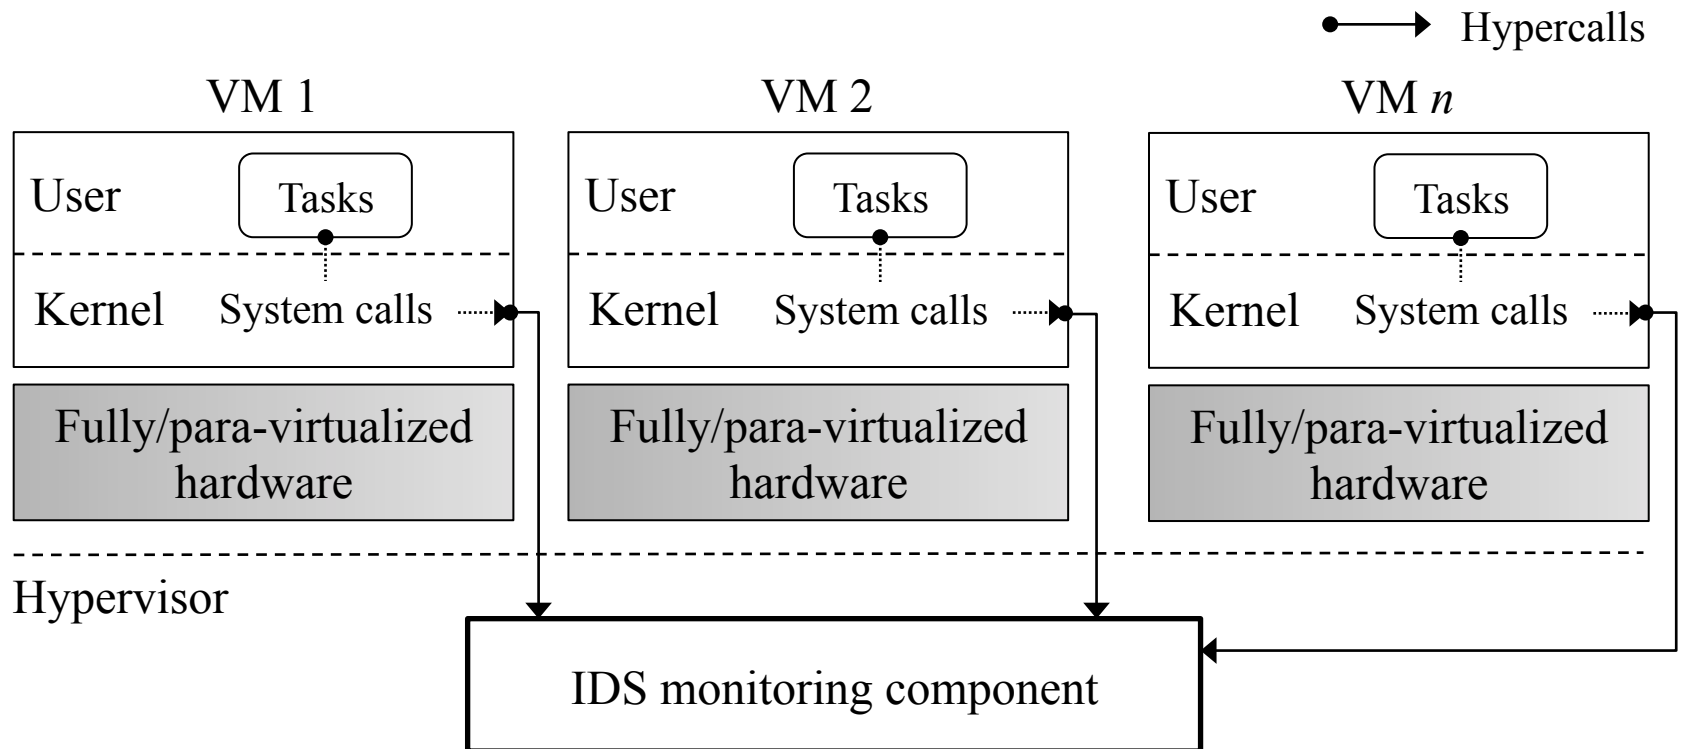 Hypercalls
VM 1
VM 2
VM n
User
Tasks
User
Tasks
User
Tasks
Kernel
System calls
Kernel
System calls
Kernel
System calls
Fully/para-virtualized
hardware
Fully/para-virtualized
hardware
Fully/para-virtualized
hardware
Hypervisor
IDS monitoring component